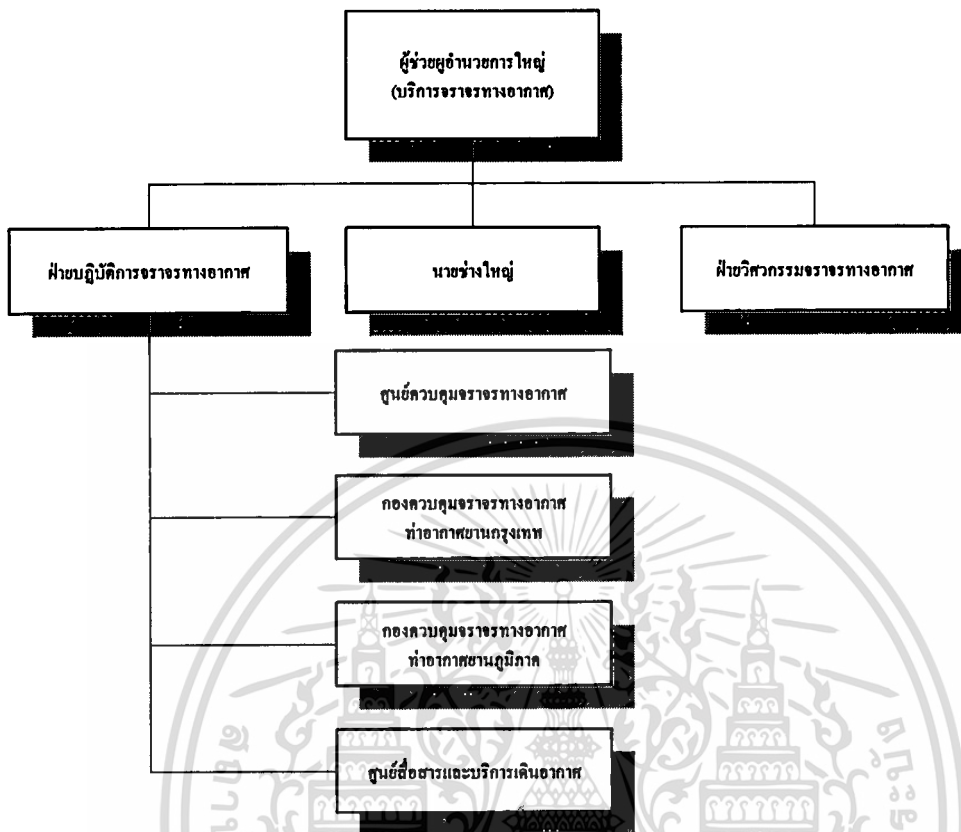 ผู้ช่วยผู้อำนวยการใหญ่
(บริการจราจรทางอากาศ)
ฝ่ายปฏิบัติการจราจรทางอากาศ
นายช่างใหญ่
ฝ่ายวิศวกรรมจราจรทางอากาศ
ศูนย์ควบคุมจราจรทางอากาศ
กองควบคุมจราจรทางอากาศ
ท่าอากาศยานกรุงเทพ
กองควบคุมจราจรทางอากาศ
ท่าอากาศยานภูมิภาค
ศูนย์สื่อสารและบริการเดินอากาศ